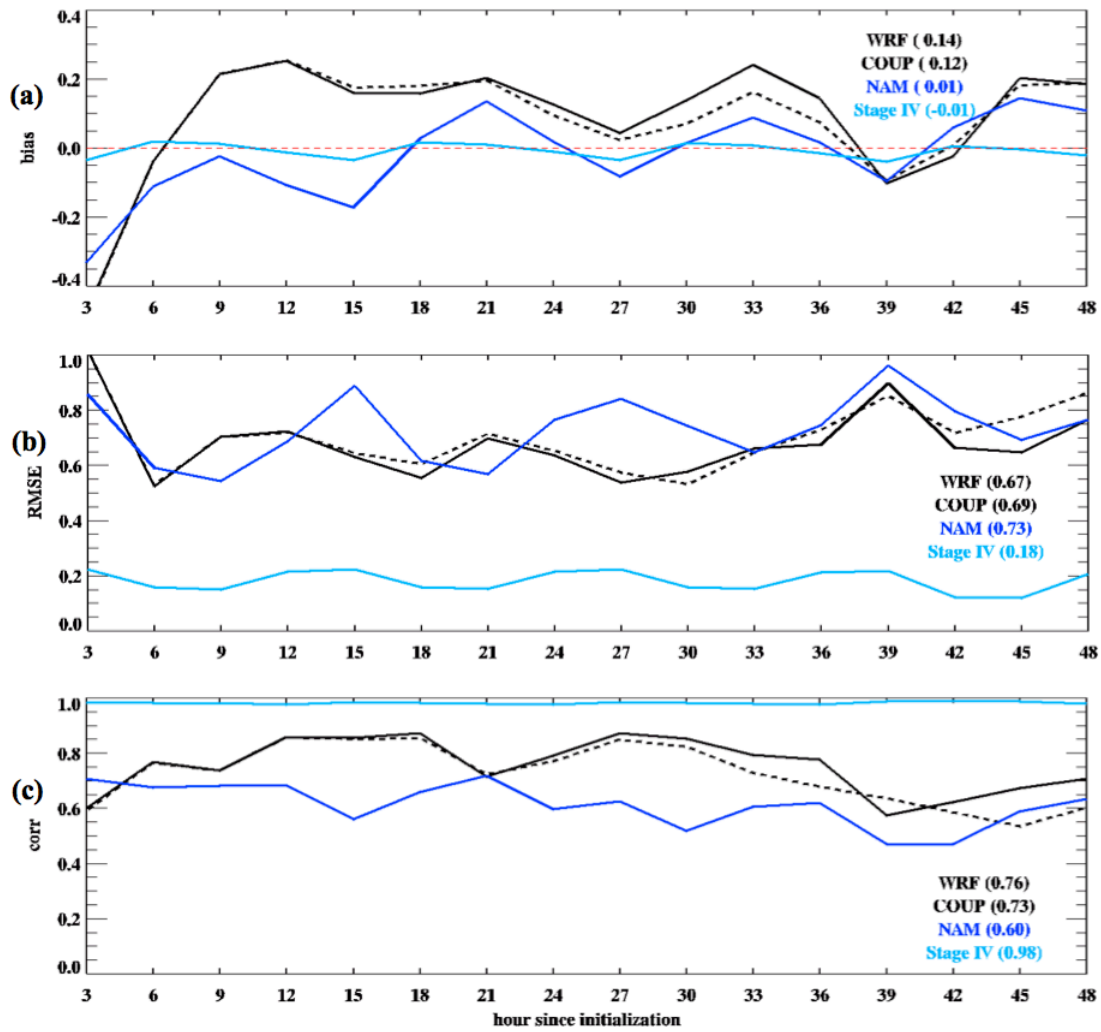 (a)
bias
0.4
0.2
0.0
-0.2
-0.4
WRF ( 0.14)
COUP ( 0.12)
NAM ( 0.01)
Stage IV (-0.01)
3 6 9 12 15 18 21 24 27 30 33 36 39 42 45 48
(b)
RMSE
1.0
0.8
0.6
0.4
0.2
0.0
WRF (0.67)
COUP (0.69)
NAM (0.73)
Stage IV (0.18)
3 6 9 12 15 18 21 24 27 30 33 36 39 42 45 48
(c)
corr
1.0
0.8
0.6
0.4
0.2
0.0
WRF (0.76)
COUP (0.73)
NAM (0.60)
Stage IV (0.98)
3 6 9 12 15 18 21 24 27 30 33 36 39 42 45 48
hour since initialization